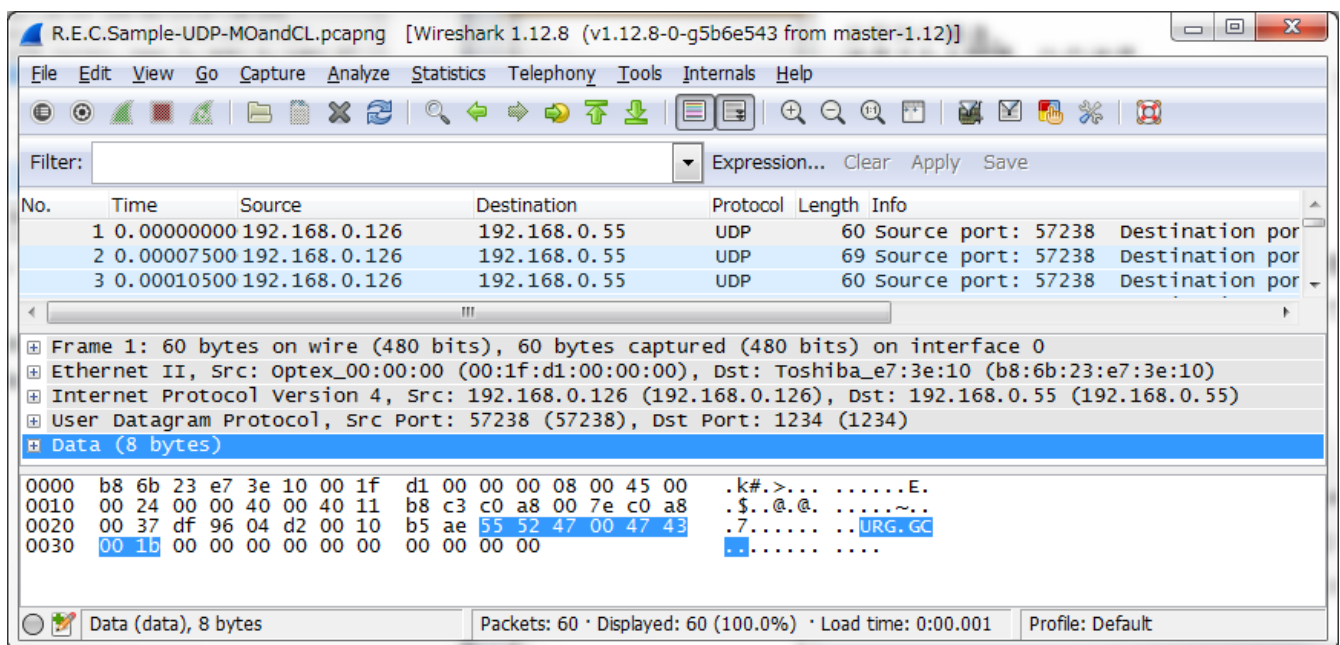 R.E.C.Sample-UDP-MOandCL.pcapng [Wireshark 1.12.8 (v1.12.8-0-g5b6e543 from master-1.12)]
File Edit View Go Capture Analyze Statistics Telephony Tools Internals Help
Filter: Expression... Clear Apply Save
No. Time Source Destination Protocol Length Info
1 0.00000000 192.168.0.126 192.168.0.55 UDP 60 Source port: 57238 Destination por
2 0.00007500 192.168.0.126 192.168.0.55 UDP 69 Source port: 57238 Destination por
3 0.00010500 192.168.0.126 192.168.0.55 UDP 60 Source port: 57238 Destination por
Frame 1: 60 bytes on wire (480 bits), 60 bytes captured (480 bits) on interface 0
Ethernet II, Src: Optex_00:00:00 (00:1f:d1:00:00:00), Dst: Toshiba_e7:3e:10 (b8:6b:23:e7:3e:10)
Internet Protocol Version 4, Src: 192.168.0.126 (192.168.0.126), Dst: 192.168.0.55 (192.168.0.55)
User Datagram Protocol, Src Port: 57238 (57238), Dst Port: 1234 (1234)
Data (8 bytes)
0000 b8 6b 23 e7 3e 10 00 1f d1 00 00 00 08 00 45 00 .k#.>... ......E.
0010 00 24 00 00 40 00 40 11 b8 c3 c0 a8 00 7e c0 a8 .$..@.@. .....~..
0020 00 37 df 96 04 d2 00 10 b5 ae 55 52 47 00 47 43 .7...... ..URG.GC
0030 00 1b 00 00 00 00 00 00 00 00 00 00 ........ ....
Data (data), 8 bytes Packets: 60 · Displayed: 60 (100.0%) · Load time: 0:00.001 Profile: Default